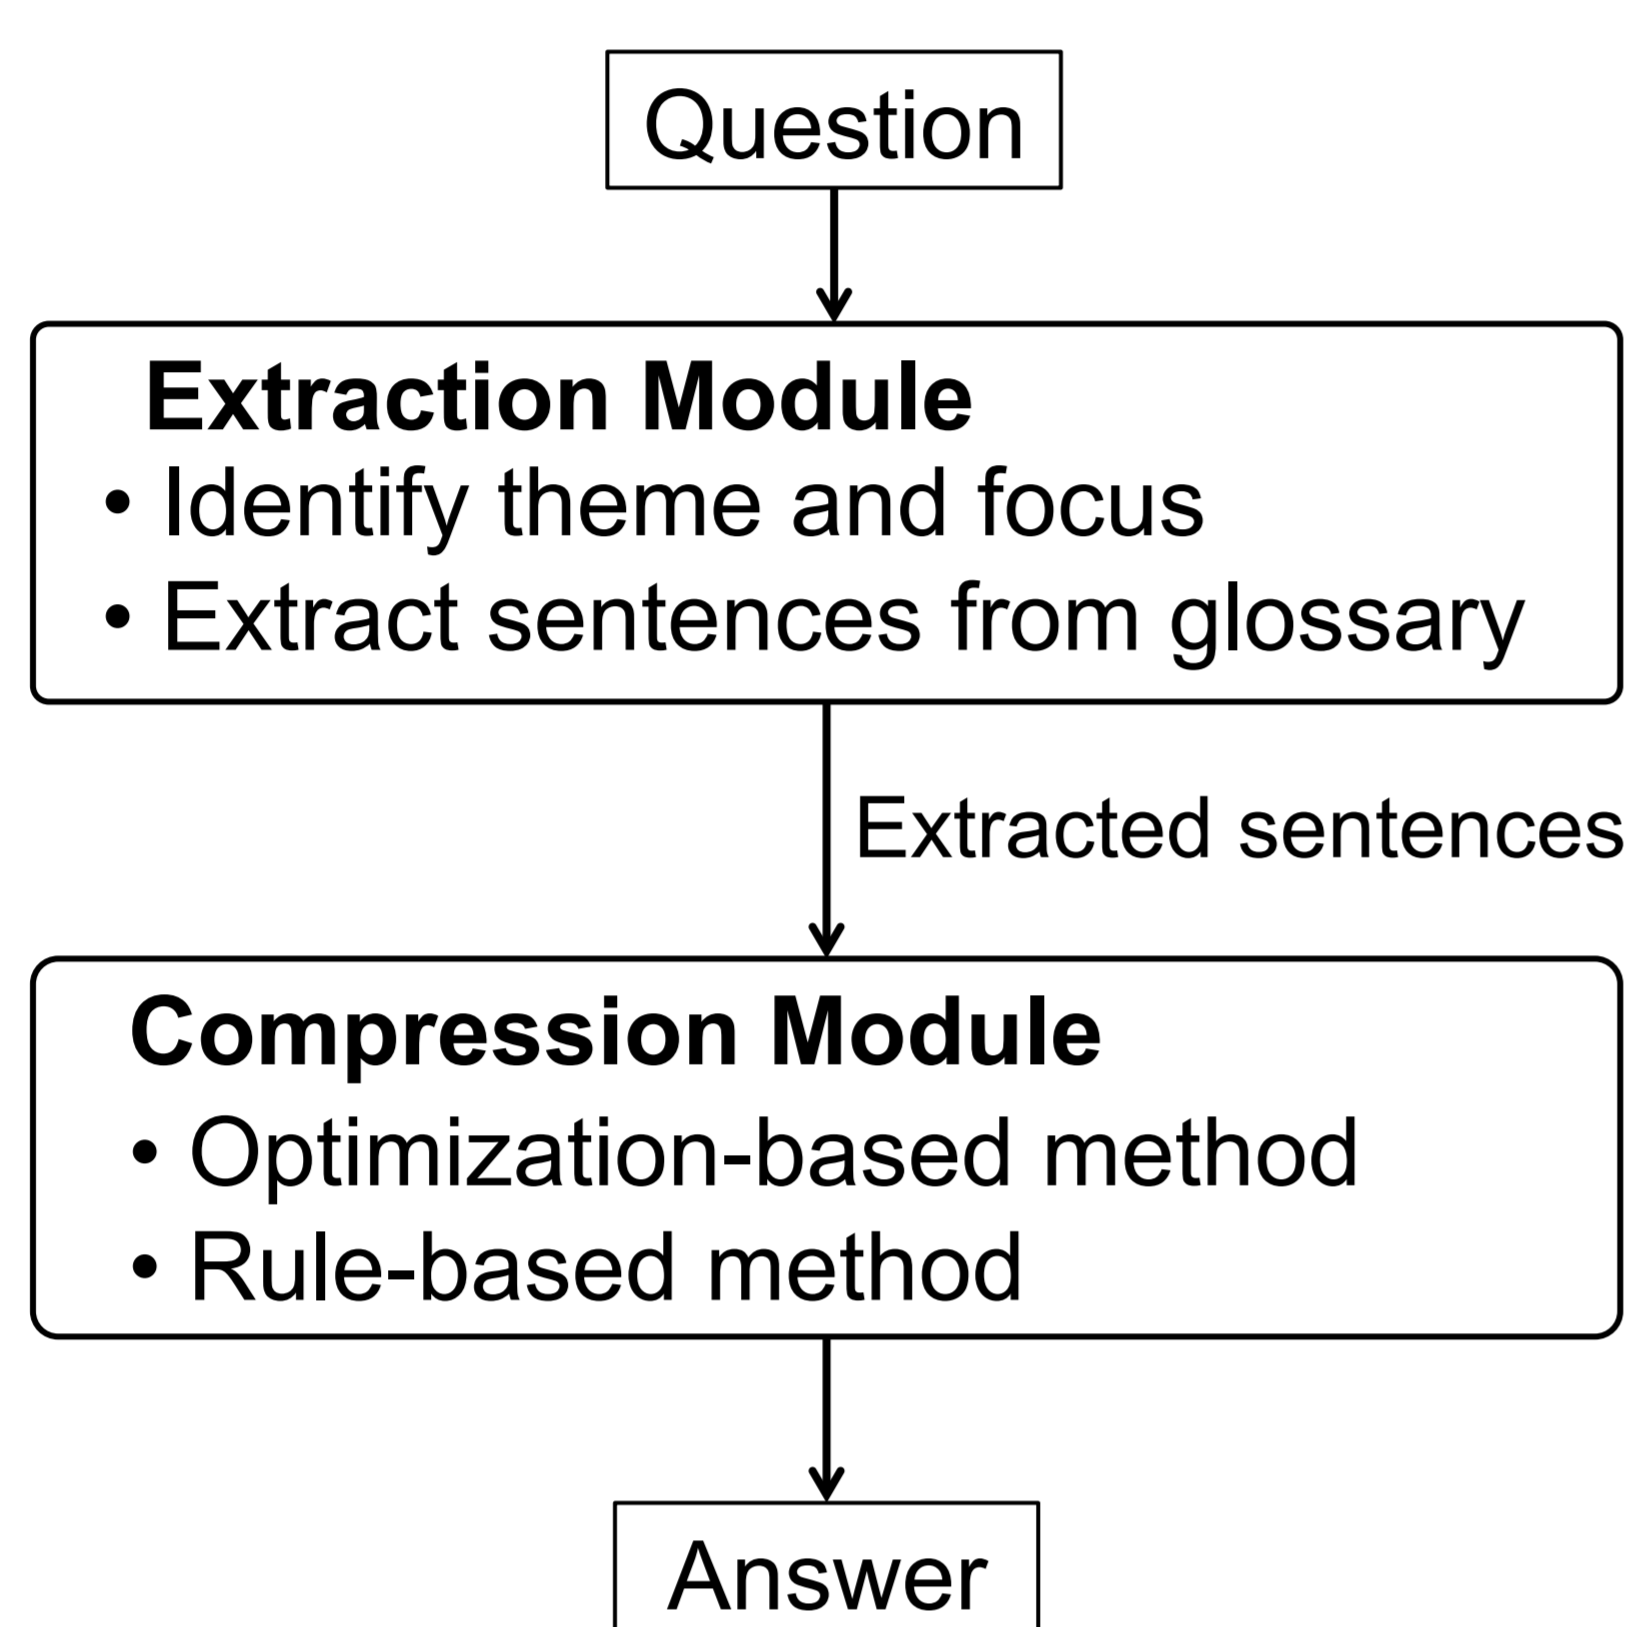 Question
Extraction Module
• Identify theme and focus
• Extract sentences from glossary
Extracted sentences
Compression Module
• Optimization-based method
• Rule-based method
Answer